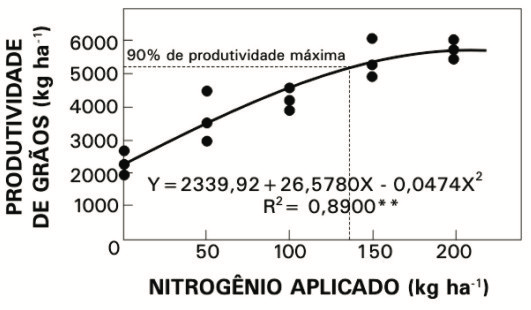 PRODUTIVIDADE
DE GRÃOS (kg ha⁻¹)
6000
5000
4000
3000
2000
1000
0
90% de produtividade máxima
Y = 2339,92 + 26,5780X - 0,0474X²
R² = 0,8900**
50
100
150
200
NITROGÊNIO APLICADO (kg ha⁻¹)